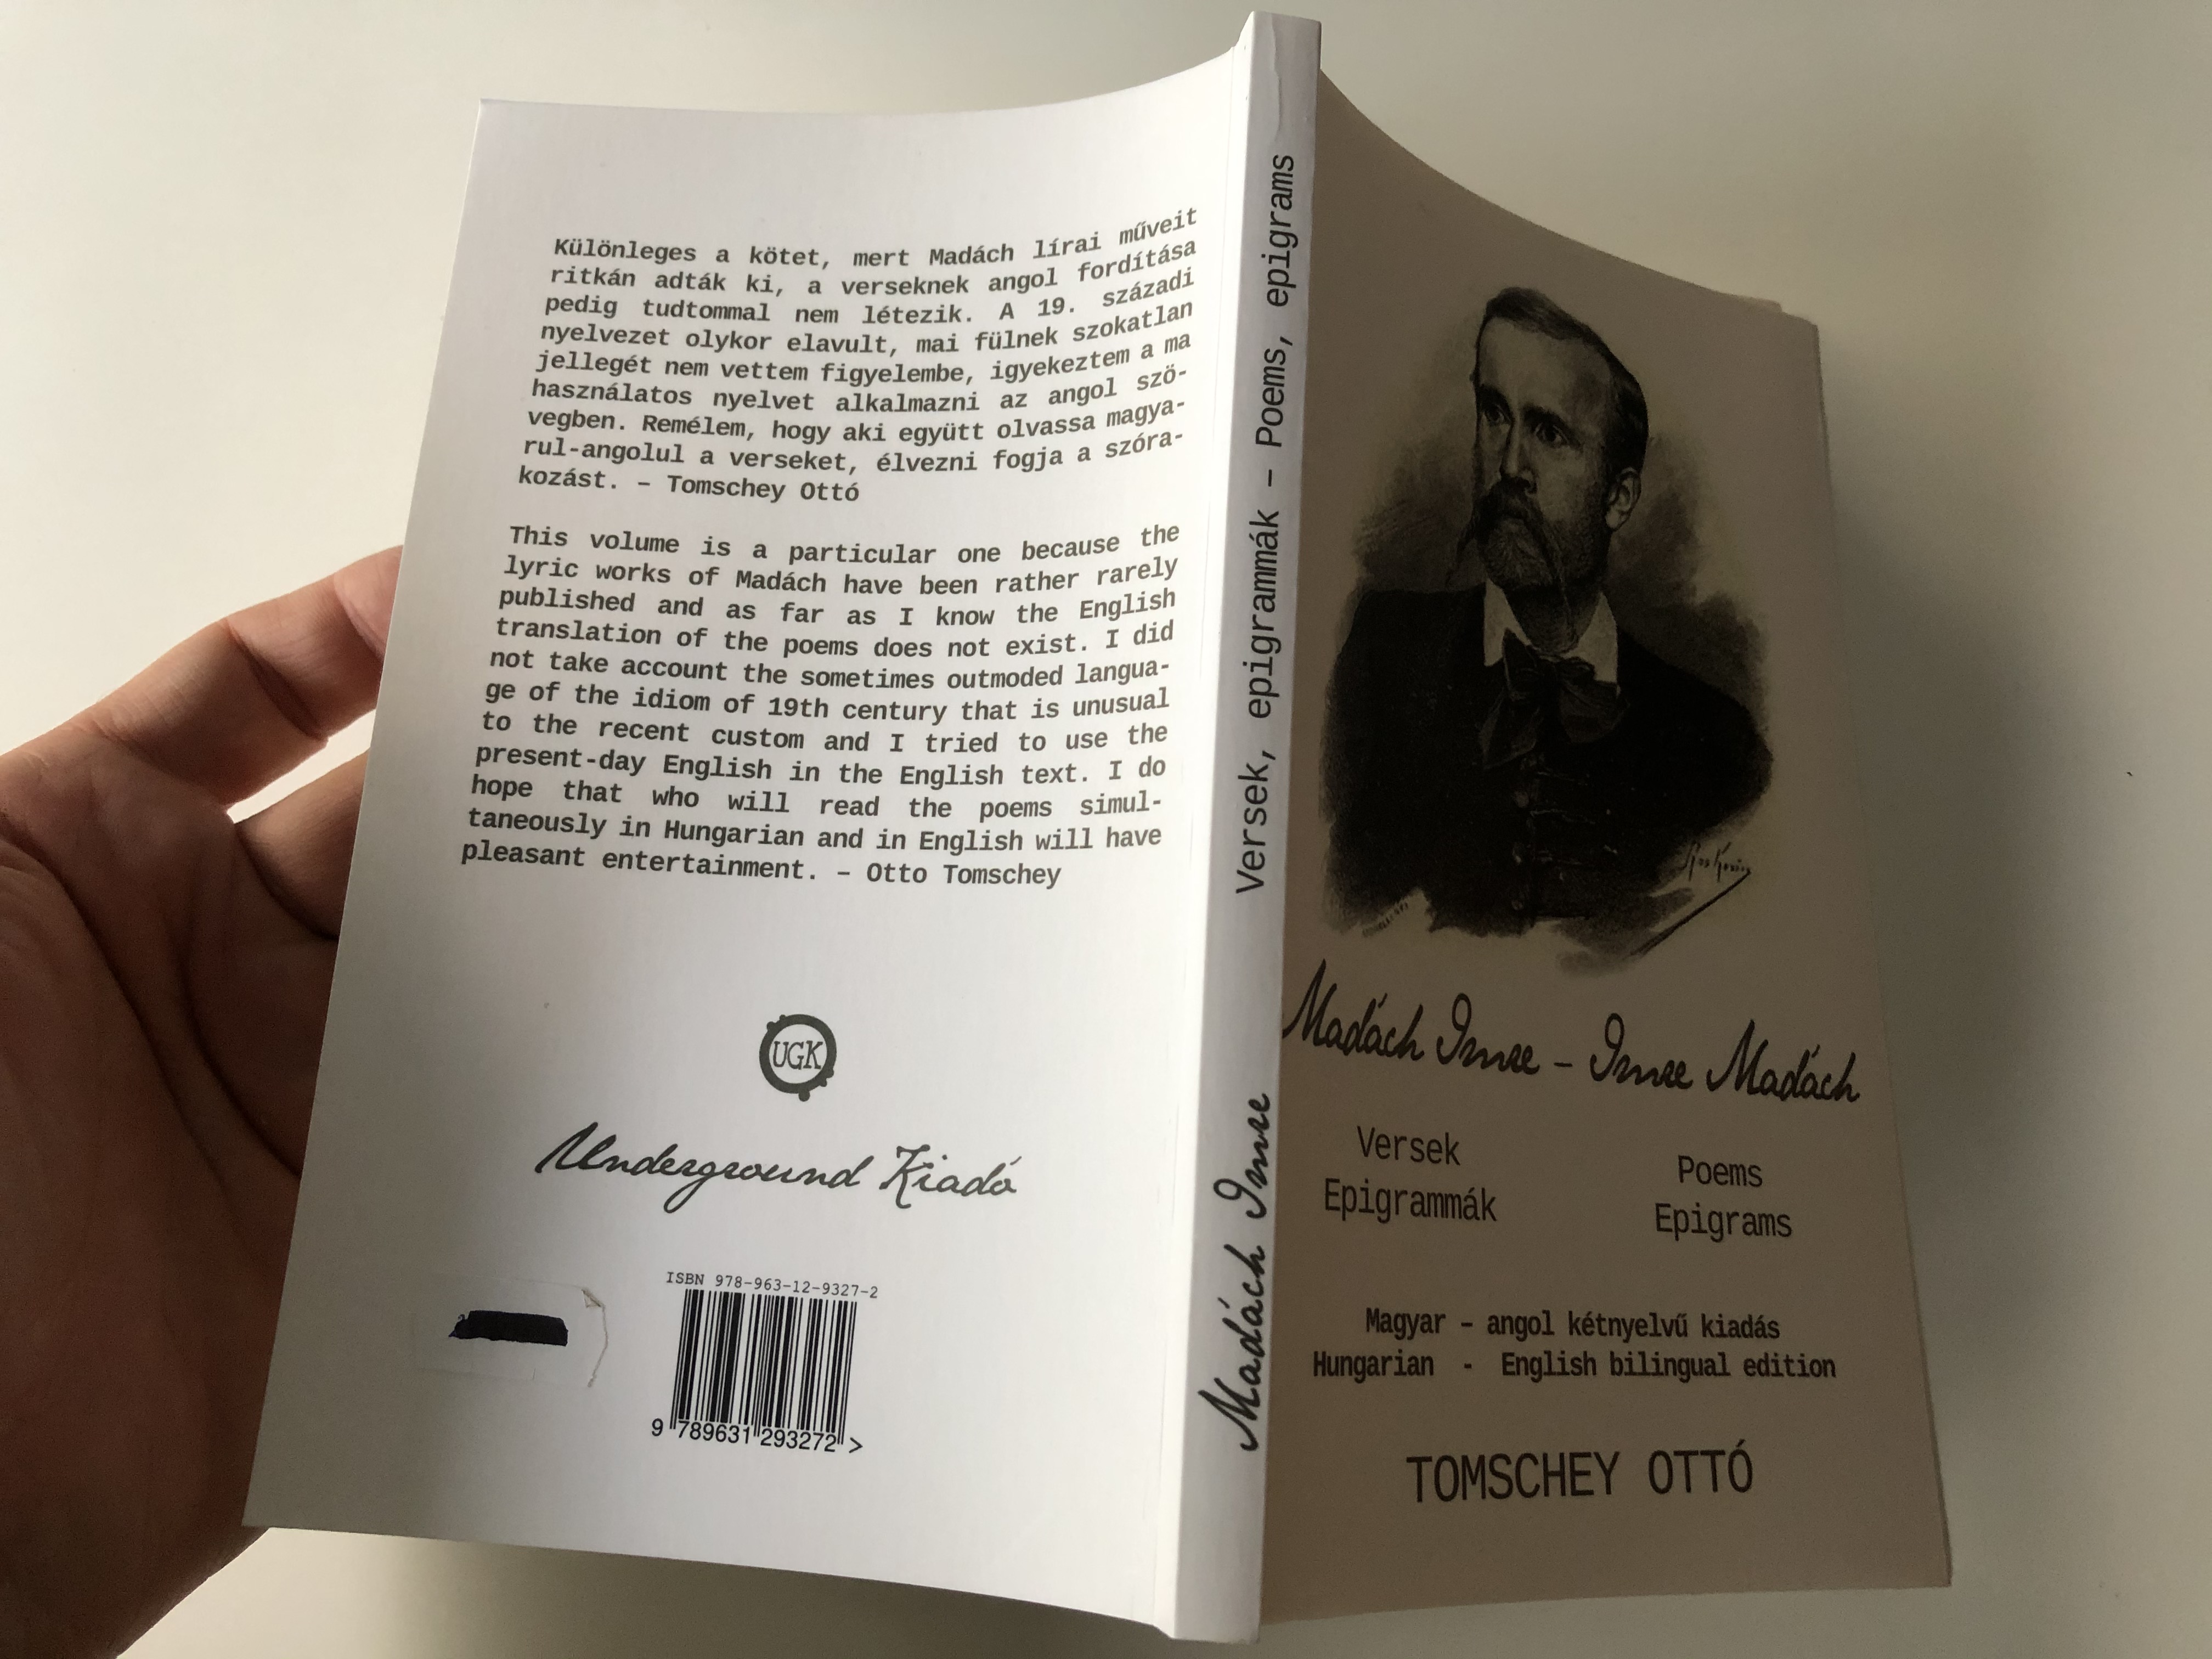 Különleges a kötet, mert Madách lírai műveit
ritkán adták ki, a verseknek angol fordítása
pedig tudtommal nem létezik. A 19. századi
nyelvezet olykor elavult, mai fülnek szokatlan
jellegét nem vettem figyelembe, igyekeztem a ma
használatos nyelvet alkalmazni az angol szö-
vegben. Remélem, hogy aki együtt olvassa magya-
rul-angolul a verseket, élvezni fogja a szóra-
kozást. – Tomschey Ottó
This volume is a particular one because the
lyric works of Madách have been rather rarely
published and as far as I know the English
translation of the poems does not exist. I did
not take account the sometimes outmoded langua-
ge of the idiom of 19th century that is unusual
to the recent custom and I tried to use the
present-day English in the English text. I do
hope that who will read the poems simul-
taneously in Hungarian and in English will have
pleasant entertainment. – Otto Tomschey
UGK
Underground Kiadó
ISBN 978-963-12-9327-2
9 789631 293272 >
Madách Imre Versek, epigrammák – Poems, epigrams
Madách Imre – Imre Madách
Versek
Epigrammák
Poems
Epigrams
Magyar – angol kétnyelvű kiadás
Hungarian - English bilingual edition
TOMSCHEY OTTÓ